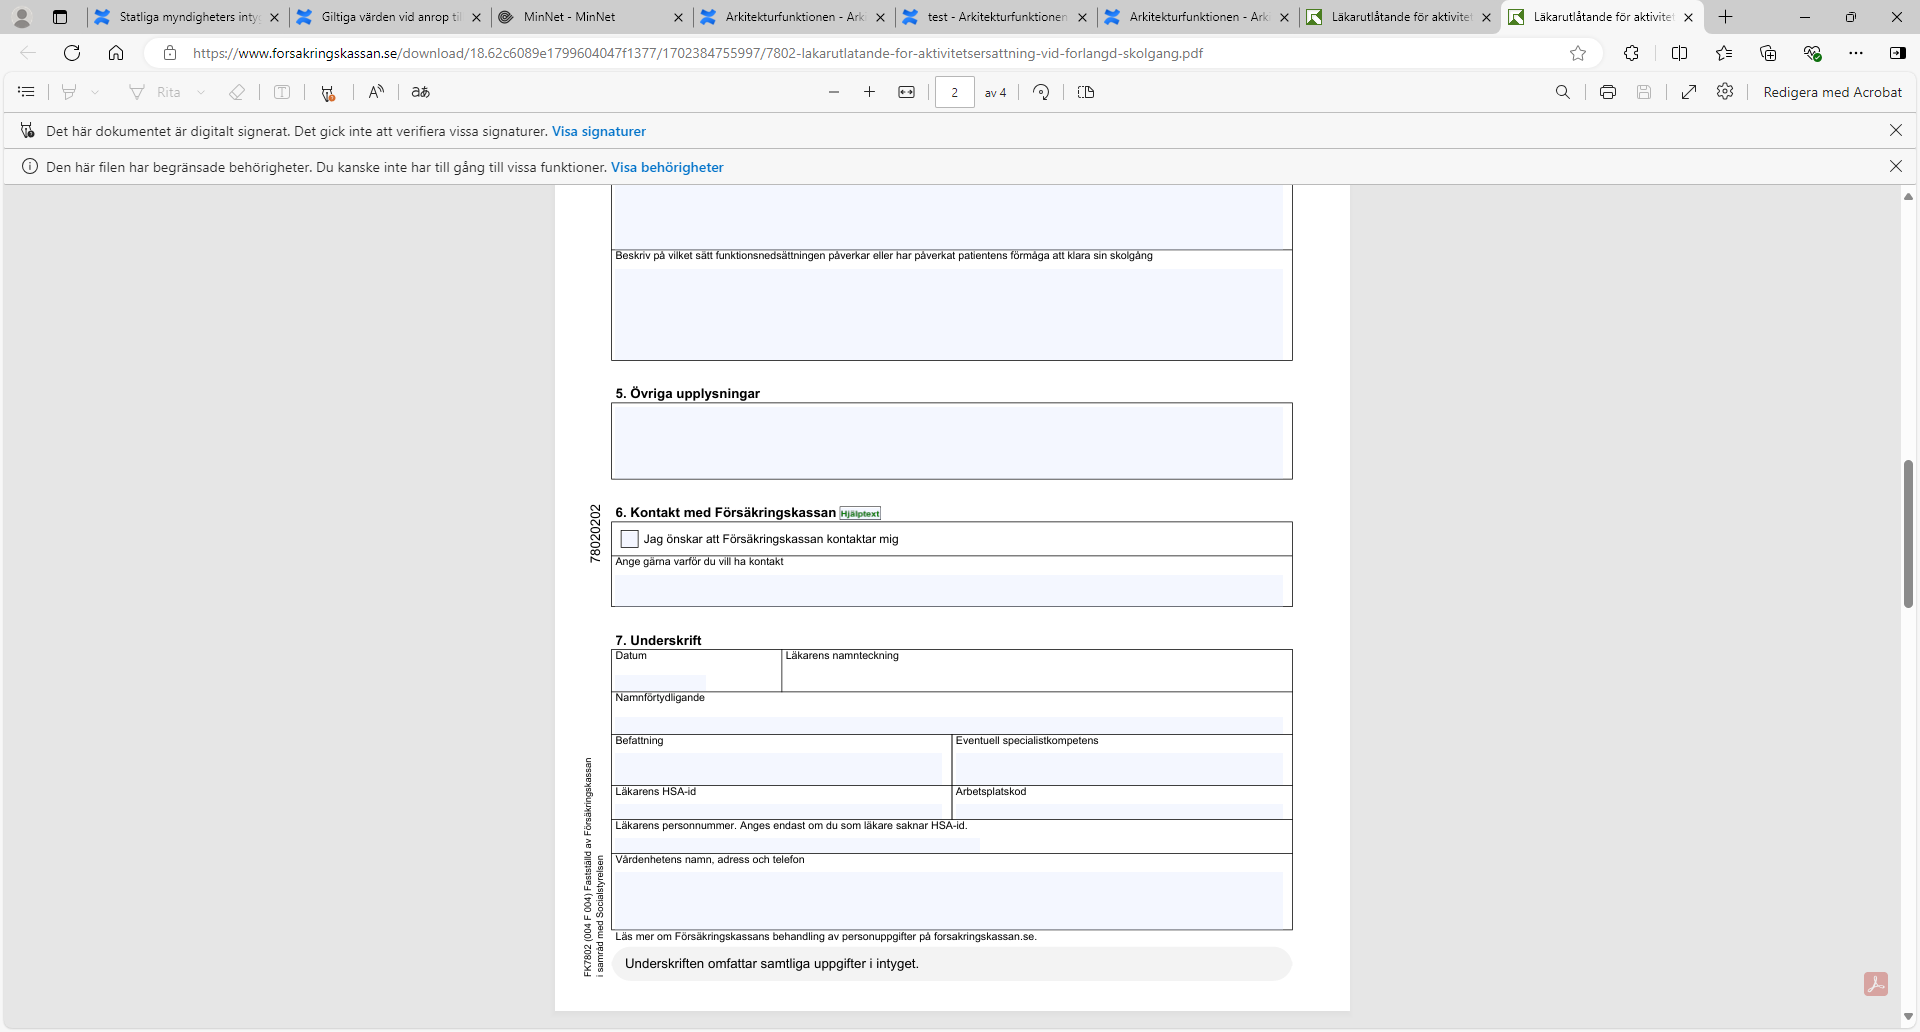 Statliga myndigheters inty
Giltiga värden vid anrop til
MinNet - MinNet
Arkitekturfunktionen - Ark
test - Arkitekturfunktionen
Arkitekturfunktionen - Ark
Läkarutlåtande för aktivitet
Läkarutlåtande för aktivitet
https://www.forsakringskassan.se/download/18.62c6089e1799604047f1377/1702384755997/7802-lakarutlatande-for-aktivitetsersattning-vid-forlangd-skolgang.pdf
Rita
aあ
2 av 4
Redigera med Acrobat
Det här dokumentet är digitalt signerat. Det gick inte att verifiera vissa signaturer. Visa signaturer
Den här filen har begränsade behörigheter. Du kanske inte har till gång till vissa funktioner. Visa behörigheter
Beskriv på vilket sätt funktionsnedsättningen påverkar eller har påverkat patientens förmåga att klara sin skolgång
5. Övriga upplysningar
78020202
6. Kontakt med Försäkringskassan Hjälptext
Jag önskar att Försäkringskassan kontaktar mig
Ange gärna varför du vill ha kontakt
7. Underskrift
Datum
Läkarens namnteckning
Namnförtydligande
Befattning
Eventuell specialistkompetens
Läkarens HSA-id
Arbetsplatskod
Läkarens personnummer. Anges endast om du som läkare saknar HSA-id.
Vårdenhetens namn, adress och telefon
FK7802 (004 F 004) Fastställd av Försäkringskassan
i samråd med Socialstyrelsen
Läs mer om Försäkringskassans behandling av personuppgifter på forsakringskassan.se.
Underskriften omfattar samtliga uppgifter i intyget.